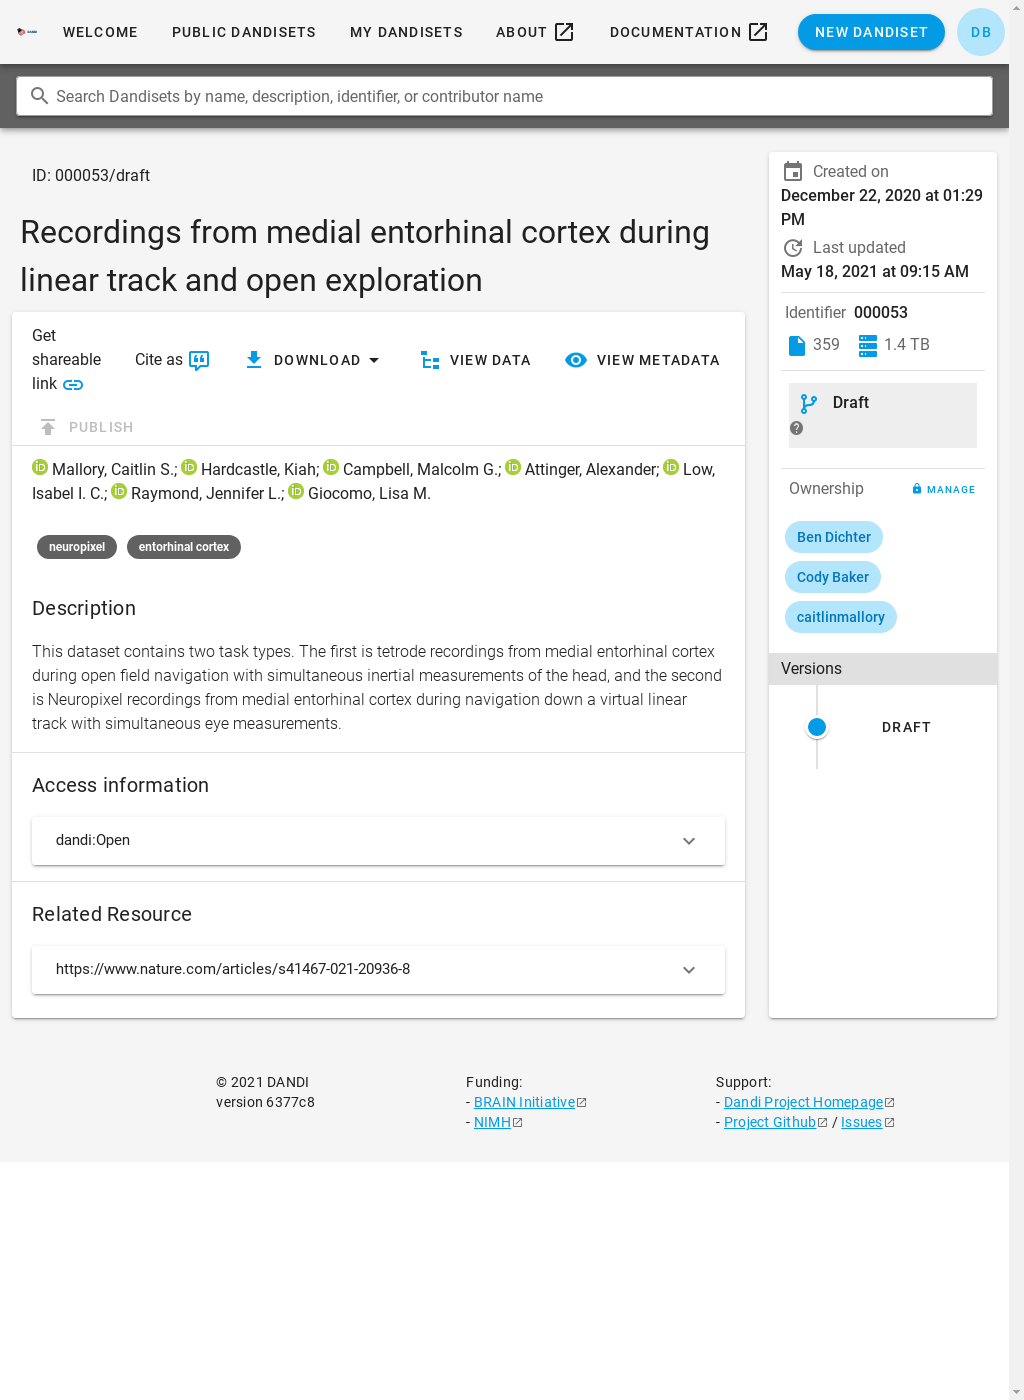 WELCOME PUBLIC DANDISETS MY DANDISETS ABOUT DOCUMENTATION NEW DANDISET DB
Search Dandisets by name, description, identifier, or contributor name
ID: 000053/draft
Recordings from medial entorhinal cortex during
linear track and open exploration
Get
shareable
link
Cite as DOWNLOAD VIEW DATA VIEW METADATA
PUBLISH
Mallory, Caitlin S.; Hardcastle, Kiah; Campbell, Malcolm G.; Attinger, Alexander; Low,
Isabel I. C.; Raymond, Jennifer L.; Giocomo, Lisa M.
neuropixel entorhinal cortex
Description
This dataset contains two task types. The first is tetrode recordings from medial entorhinal cortex
during open field navigation with simultaneous inertial measurements of the head, and the second
is Neuropixel recordings from medial entorhinal cortex during navigation down a virtual linear
track with simultaneous eye measurements.
Access information
dandi:Open
Related Resource
https://www.nature.com/articles/s41467-021-20936-8
Created on
December 22, 2020 at 01:29
PM
Last updated
May 18, 2021 at 09:15 AM
Identifier 000053
359 1.4 TB
Draft
Ownership MANAGE
Ben Dichter
Cody Baker
caitlinmallory
Versions
DRAFT
© 2021 DANDI
version 6377c8
Funding:
- BRAIN Initiative
- NIMH
Support:
- Dandi Project Homepage
- Project Github / Issues